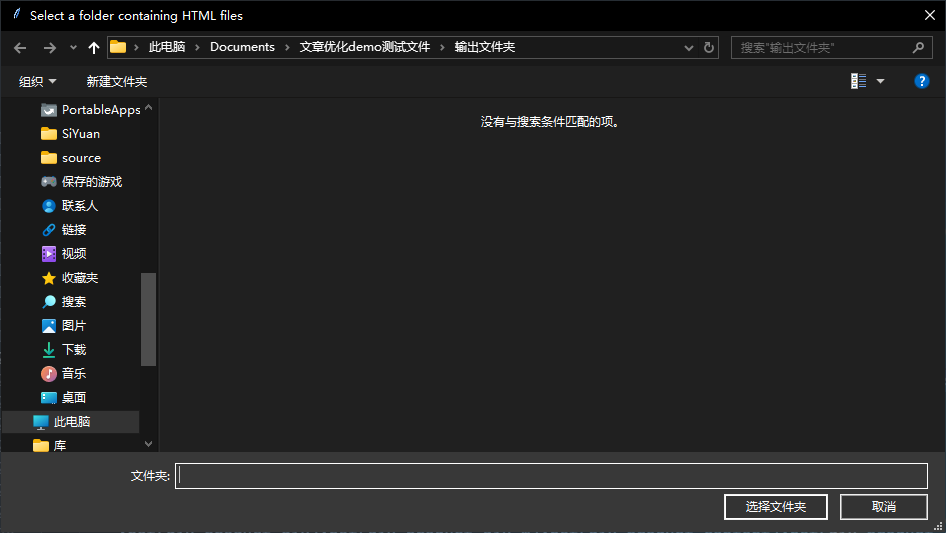 Select a folder containing HTML files
此电脑 › Documents › 文章优化demo测试文件 › 输出文件夹
搜索"输出文件夹"
组织
新建文件夹
PortableApps
SiYuan
source
保存的游戏
联系人
链接
视频
收藏夹
搜索
图片
下载
音乐
桌面
此电脑
库
没有与搜索条件匹配的项。
文件夹:
选择文件夹
取消